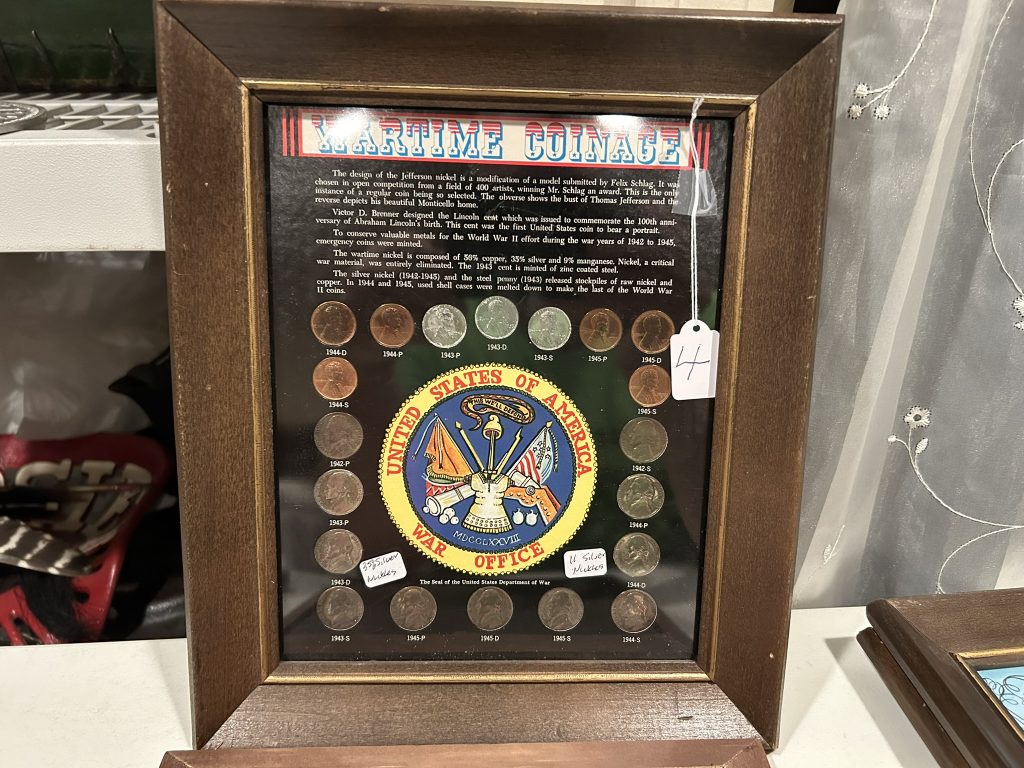 WARTIME COINAGE
The design of the Jefferson nickel is a modification of a model submitted by Felix Schlag. It was
chosen in open competition from a field of 400 artists, winning Mr. Schlag an award. This is the only
instance of a regular coin being so selected. The obverse shows the bust of Thomas Jefferson and the
reverse depicts his beautiful Monticello home.
Victor D. Brenner designed the Lincoln cent which was issued to commemorate the 100th anni-
versary of Abraham Lincoln's birth. This cent was the first United States coin to bear a portrait.
To conserve valuable metals for the World War II effort during the war years of 1942 to 1945,
emergency coins were minted.
The wartime nickel is composed of 56% copper, 35% silver and 9% manganese. Nickel, a critical
war material, was entirely eliminated. The 1943 cent is minted of zinc coated steel.
The silver nickel (1942-1945) and the steel penny (1943) released stockpiles of raw nickel and
copper. In 1944 and 1945, used shell cases were melted down to make the last of the World War
II coins.
1944-D 1944-P 1943-P 1943-D 1943-S 1945-P 1945-D
4
1944-S 1945-S
1942-P 1942-S
1943-P 1944-P
1943-D 1944-D
UNITED STATES OF AMERICA
THIS WE'LL DEFEND
MDCCLXXVIII
WAR OFFICE
35% Silver
Nickles
11 Silver
Nickles
The Seal of the United States Department of War
1943-S 1945-P 1945-D 1945-S 1944-S